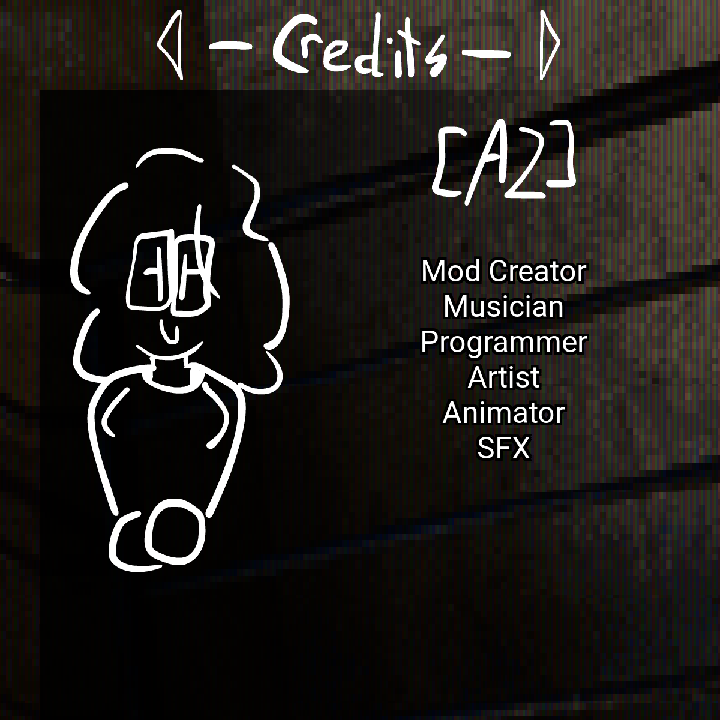 - Credits -
[A2]
Mod Creator
Musician
Programmer
Artist
Animator
SFX